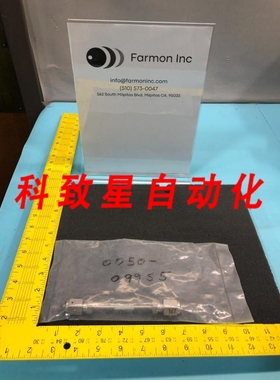 Farmon Inc
info@farmoninc.com
(510) 573-0047
科致星自动化
0050-
09955